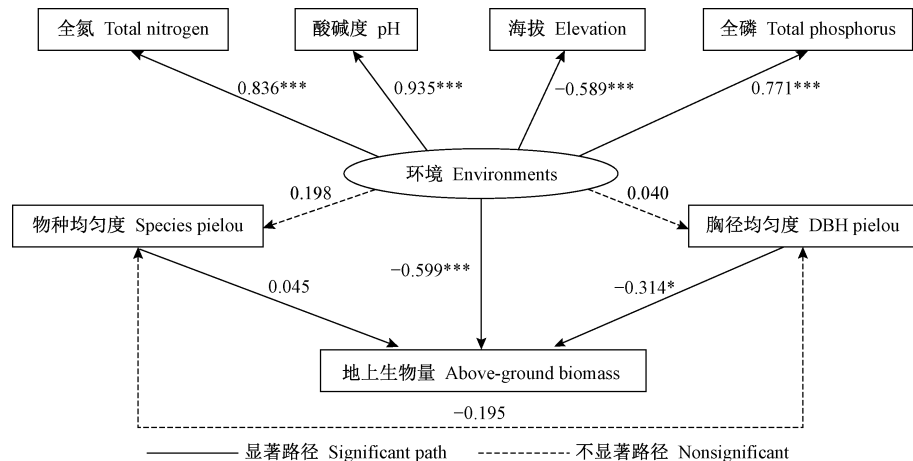 全氮 Total nitrogen
酸碱度 pH
海拔 Elevation
全磷 Total phosphorus
0.836***
0.935***
−0.589***
0.771***
环境 Environments
0.198
0.040
物种均匀度 Species pielou
胸径均匀度 DBH pielou
−0.599***
0.045
−0.314*
地上生物量 Above-ground biomass
−0.195
显著路径 Significant path
不显著路径 Nonsignificant